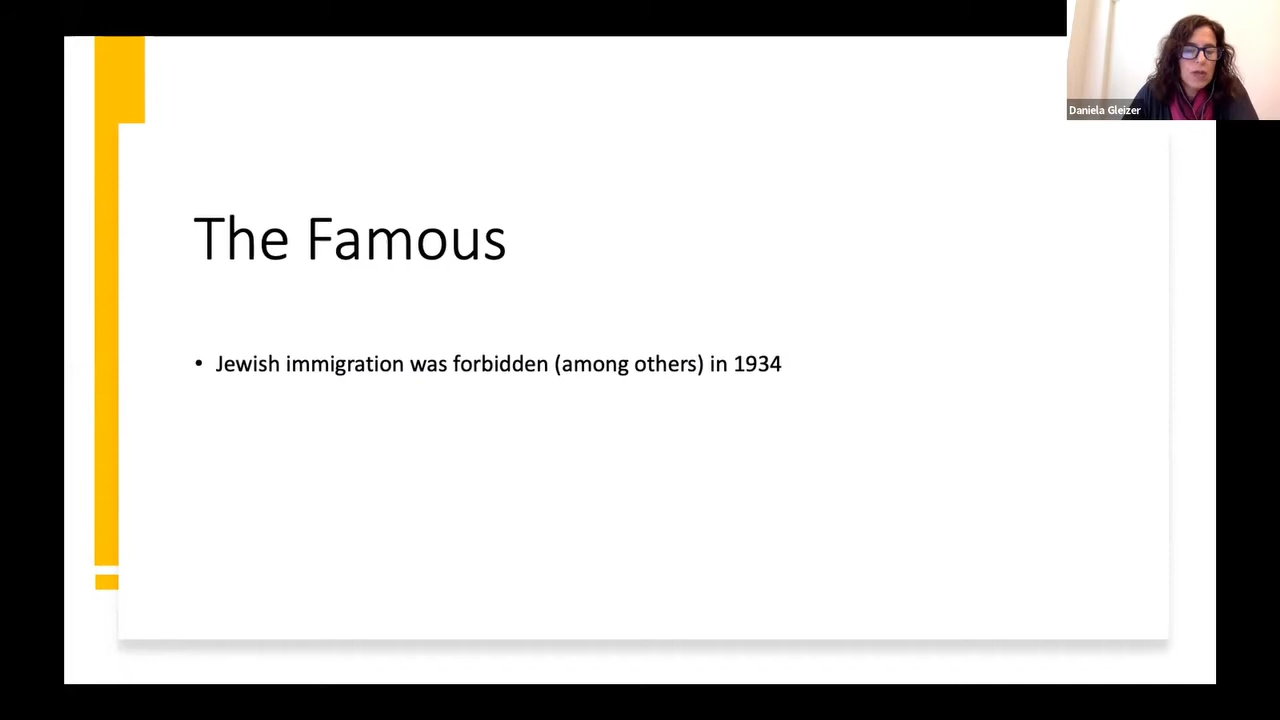 Daniela Gleizer
The Famous
• Jewish immigration was forbidden (among others) in 1934